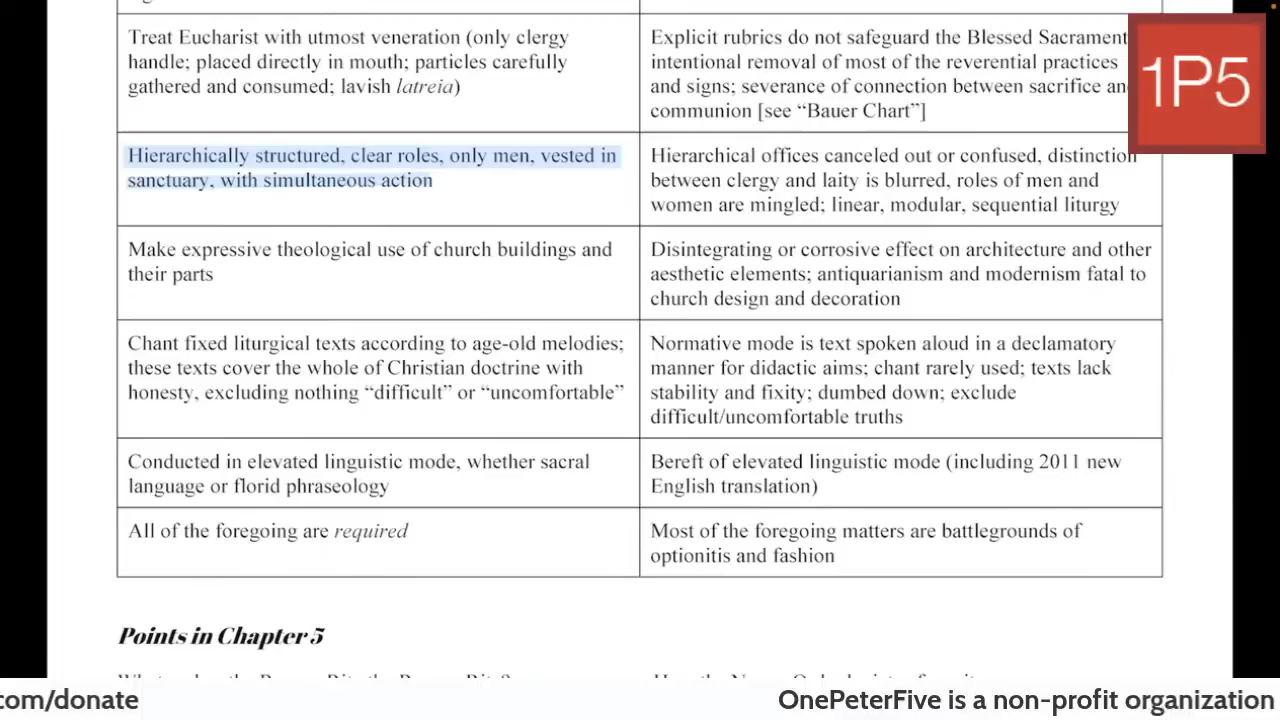 Treat Eucharist with utmost veneration (only clergy
handle; placed directly in mouth; particles carefully
gathered and consumed; lavish latreia)
Explicit rubrics do not safeguard the Blessed Sacrament
intentional removal of most of the reverential practices
and signs; severance of connection between sacrifice
communion [see “Bauer Chart”]
1P5
Hierarchically structured, clear roles, only men, vested in
sanctuary, with simultaneous action
Hierarchical offices canceled out or confused, distinction
between clergy and laity is blurred, roles of men and
women are mingled; linear, modular, sequential liturgy
Make expressive theological use of church buildings and
their parts
Disintegrating or corrosive effect on architecture and other
aesthetic elements; antiquarianism and modernism fatal to
church design and decoration
Chant fixed liturgical texts according to age-old melodies;
these texts cover the whole of Christian doctrine with
honesty, excluding nothing “difficult” or “uncomfortable”
Normative mode is text spoken aloud in a declamatory
manner for didactic aims; chant rarely used; texts lack
stability and fixity; dumbed down; exclude
difficult/uncomfortable truths
Conducted in elevated linguistic mode, whether sacral
language or florid phraseology
Bereft of elevated linguistic mode (including 2011 new
English translation)
All of the foregoing are required
Most of the foregoing matters are battlegrounds of
optionitis and fashion
Points in Chapter 5
com/donate
OnePeterFive is a non-profit organization